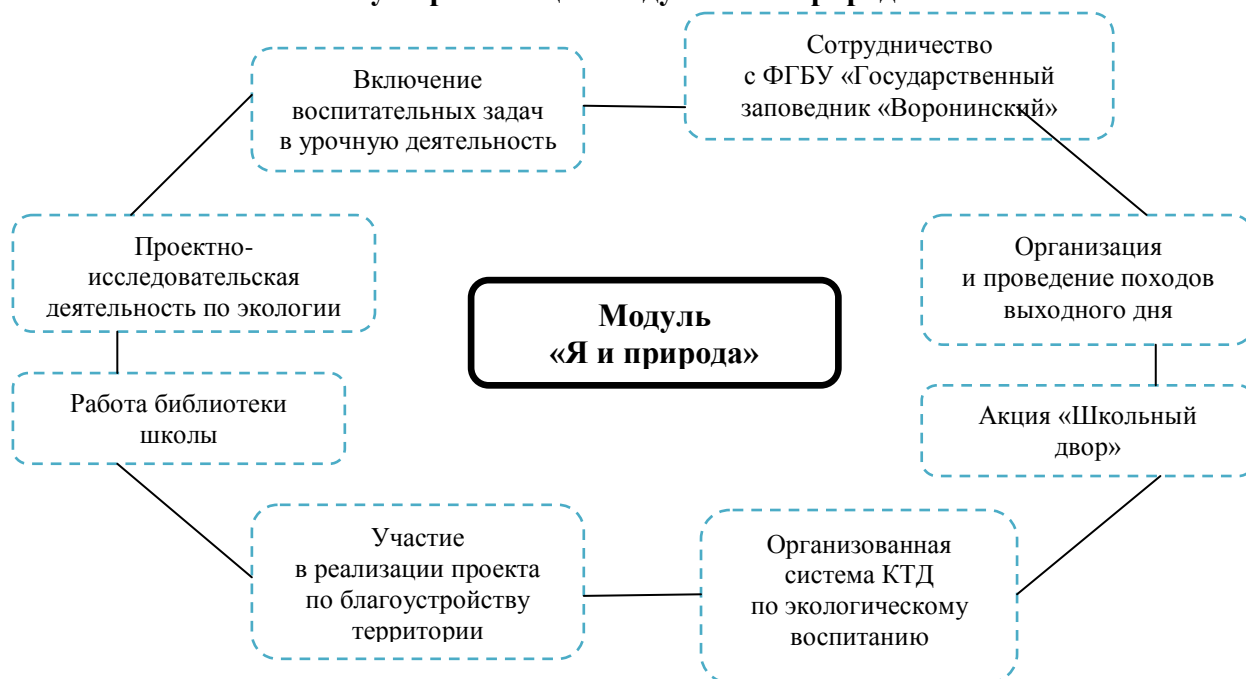 Включение
воспитательных задач
в урочную деятельность
Сотрудничество
с ФГБУ «Государственный
заповедник «Воронинский»
Проектно-
исследовательская
деятельность по экологии
Модуль
«Я и природа»
Организация
и проведение походов
выходного дня
Работа библиотеки
школы
Акция «Школьный
двор»
Участие
в реализации проекта
по благоустройству
территории
Организованная
система КТД
по экологическому
воспитанию